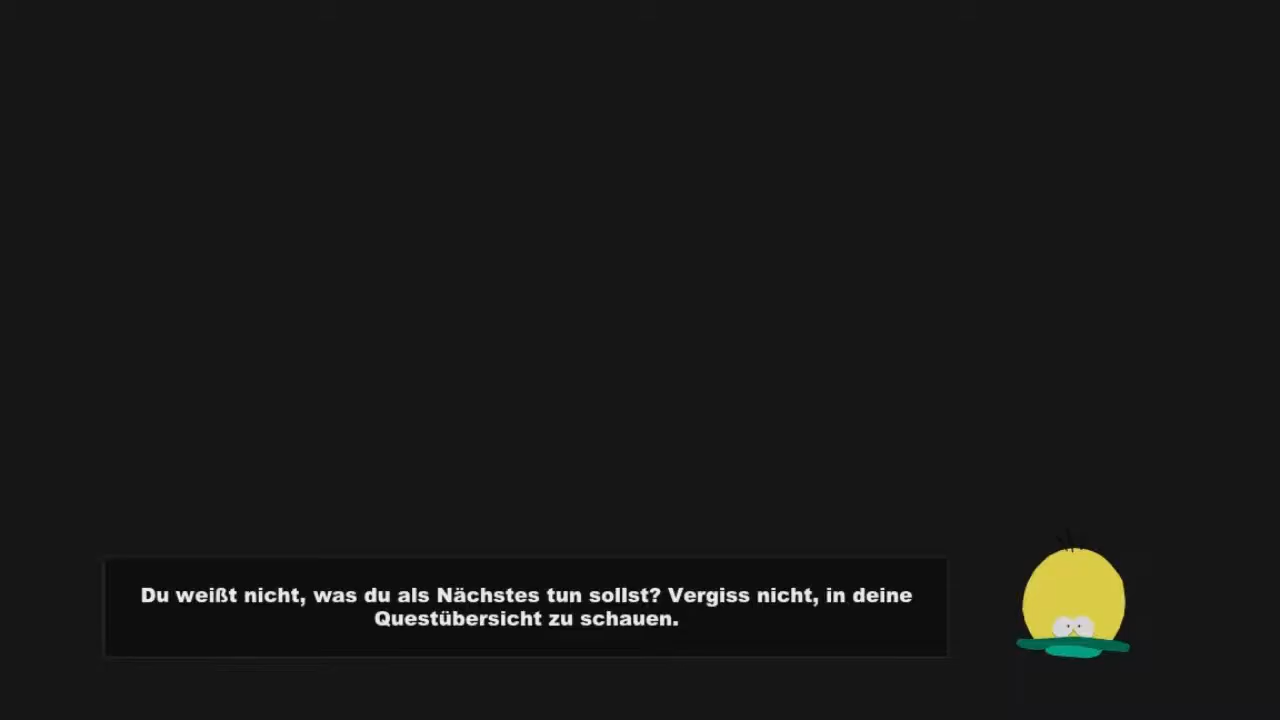 Du weißt nicht, was du als Nächstes tun sollst? Vergiss nicht, in deine
Questübersicht zu schauen.